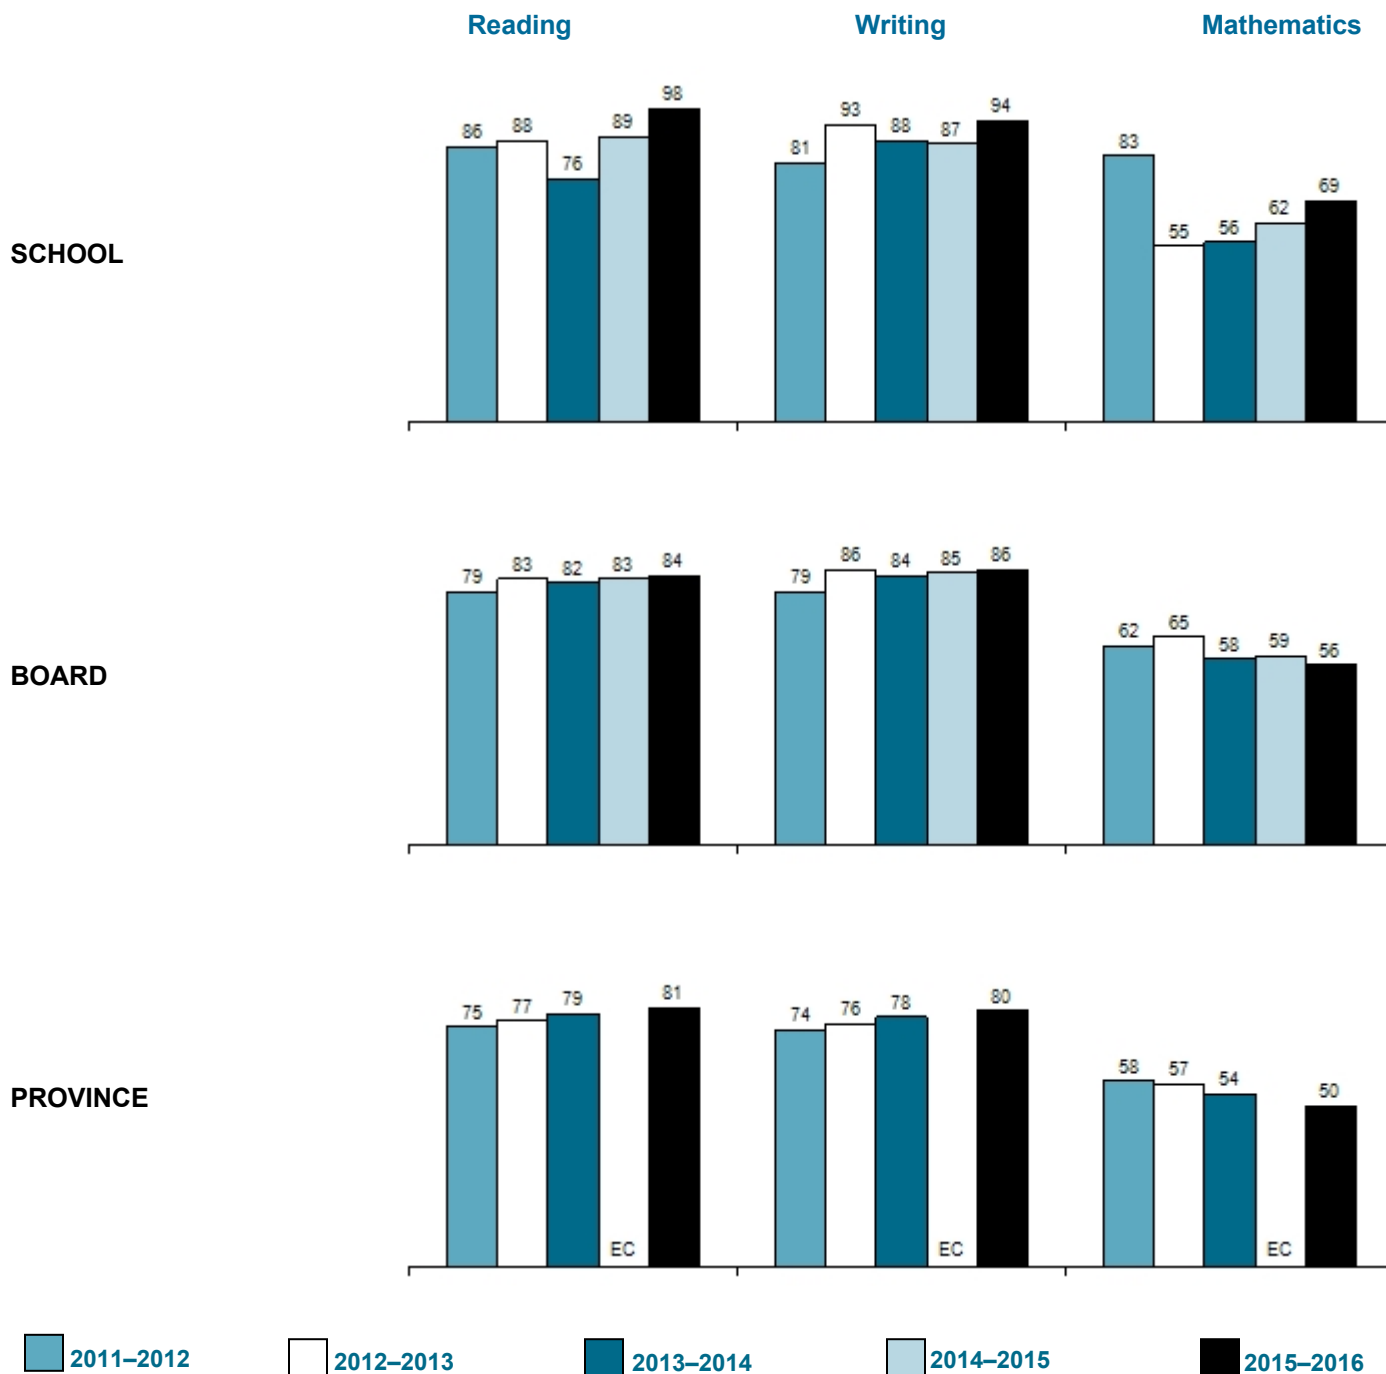 Reading Writing Mathematics
SCHOOL
86 88 76 89 98
81 93 88 87 94
83 55 56 62 69
BOARD
79 83 82 83 84
79 86 84 85 86
62 65 58 59 56
PROVINCE
75 77 79 EC 81
74 76 78 EC 80
58 57 54 EC 50
2011–2012 2012–2013 2013–2014 2014–2015 2015–2016